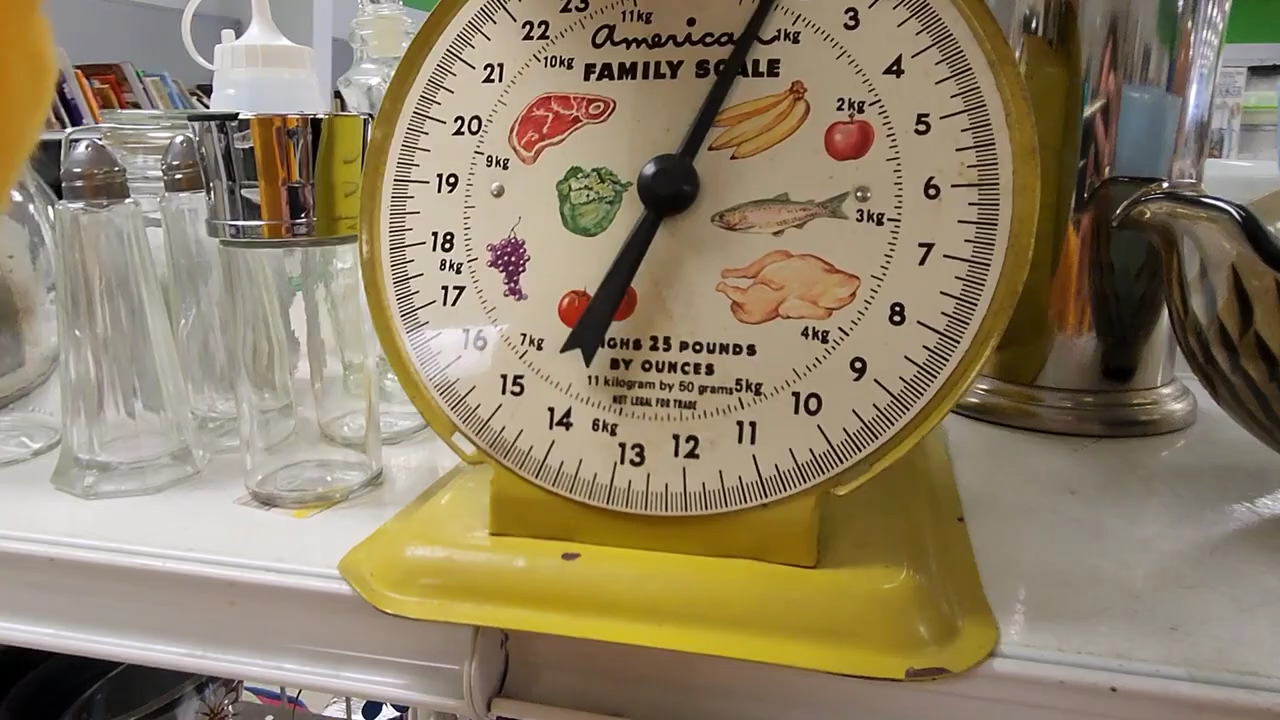 23
11kg
22
american
1kg
3
10kg
FAMILY SCALE
21
4
2kg
20
5
9kg
19
6
3kg
18
7
8kg
17
8
16
7kg
4kg
25 POUNDS
BY OUNCES
9
15
11 kilogram by 50 grams
5kg
NOT LEGAL FOR TRADE
10
14
6kg
11
13
12